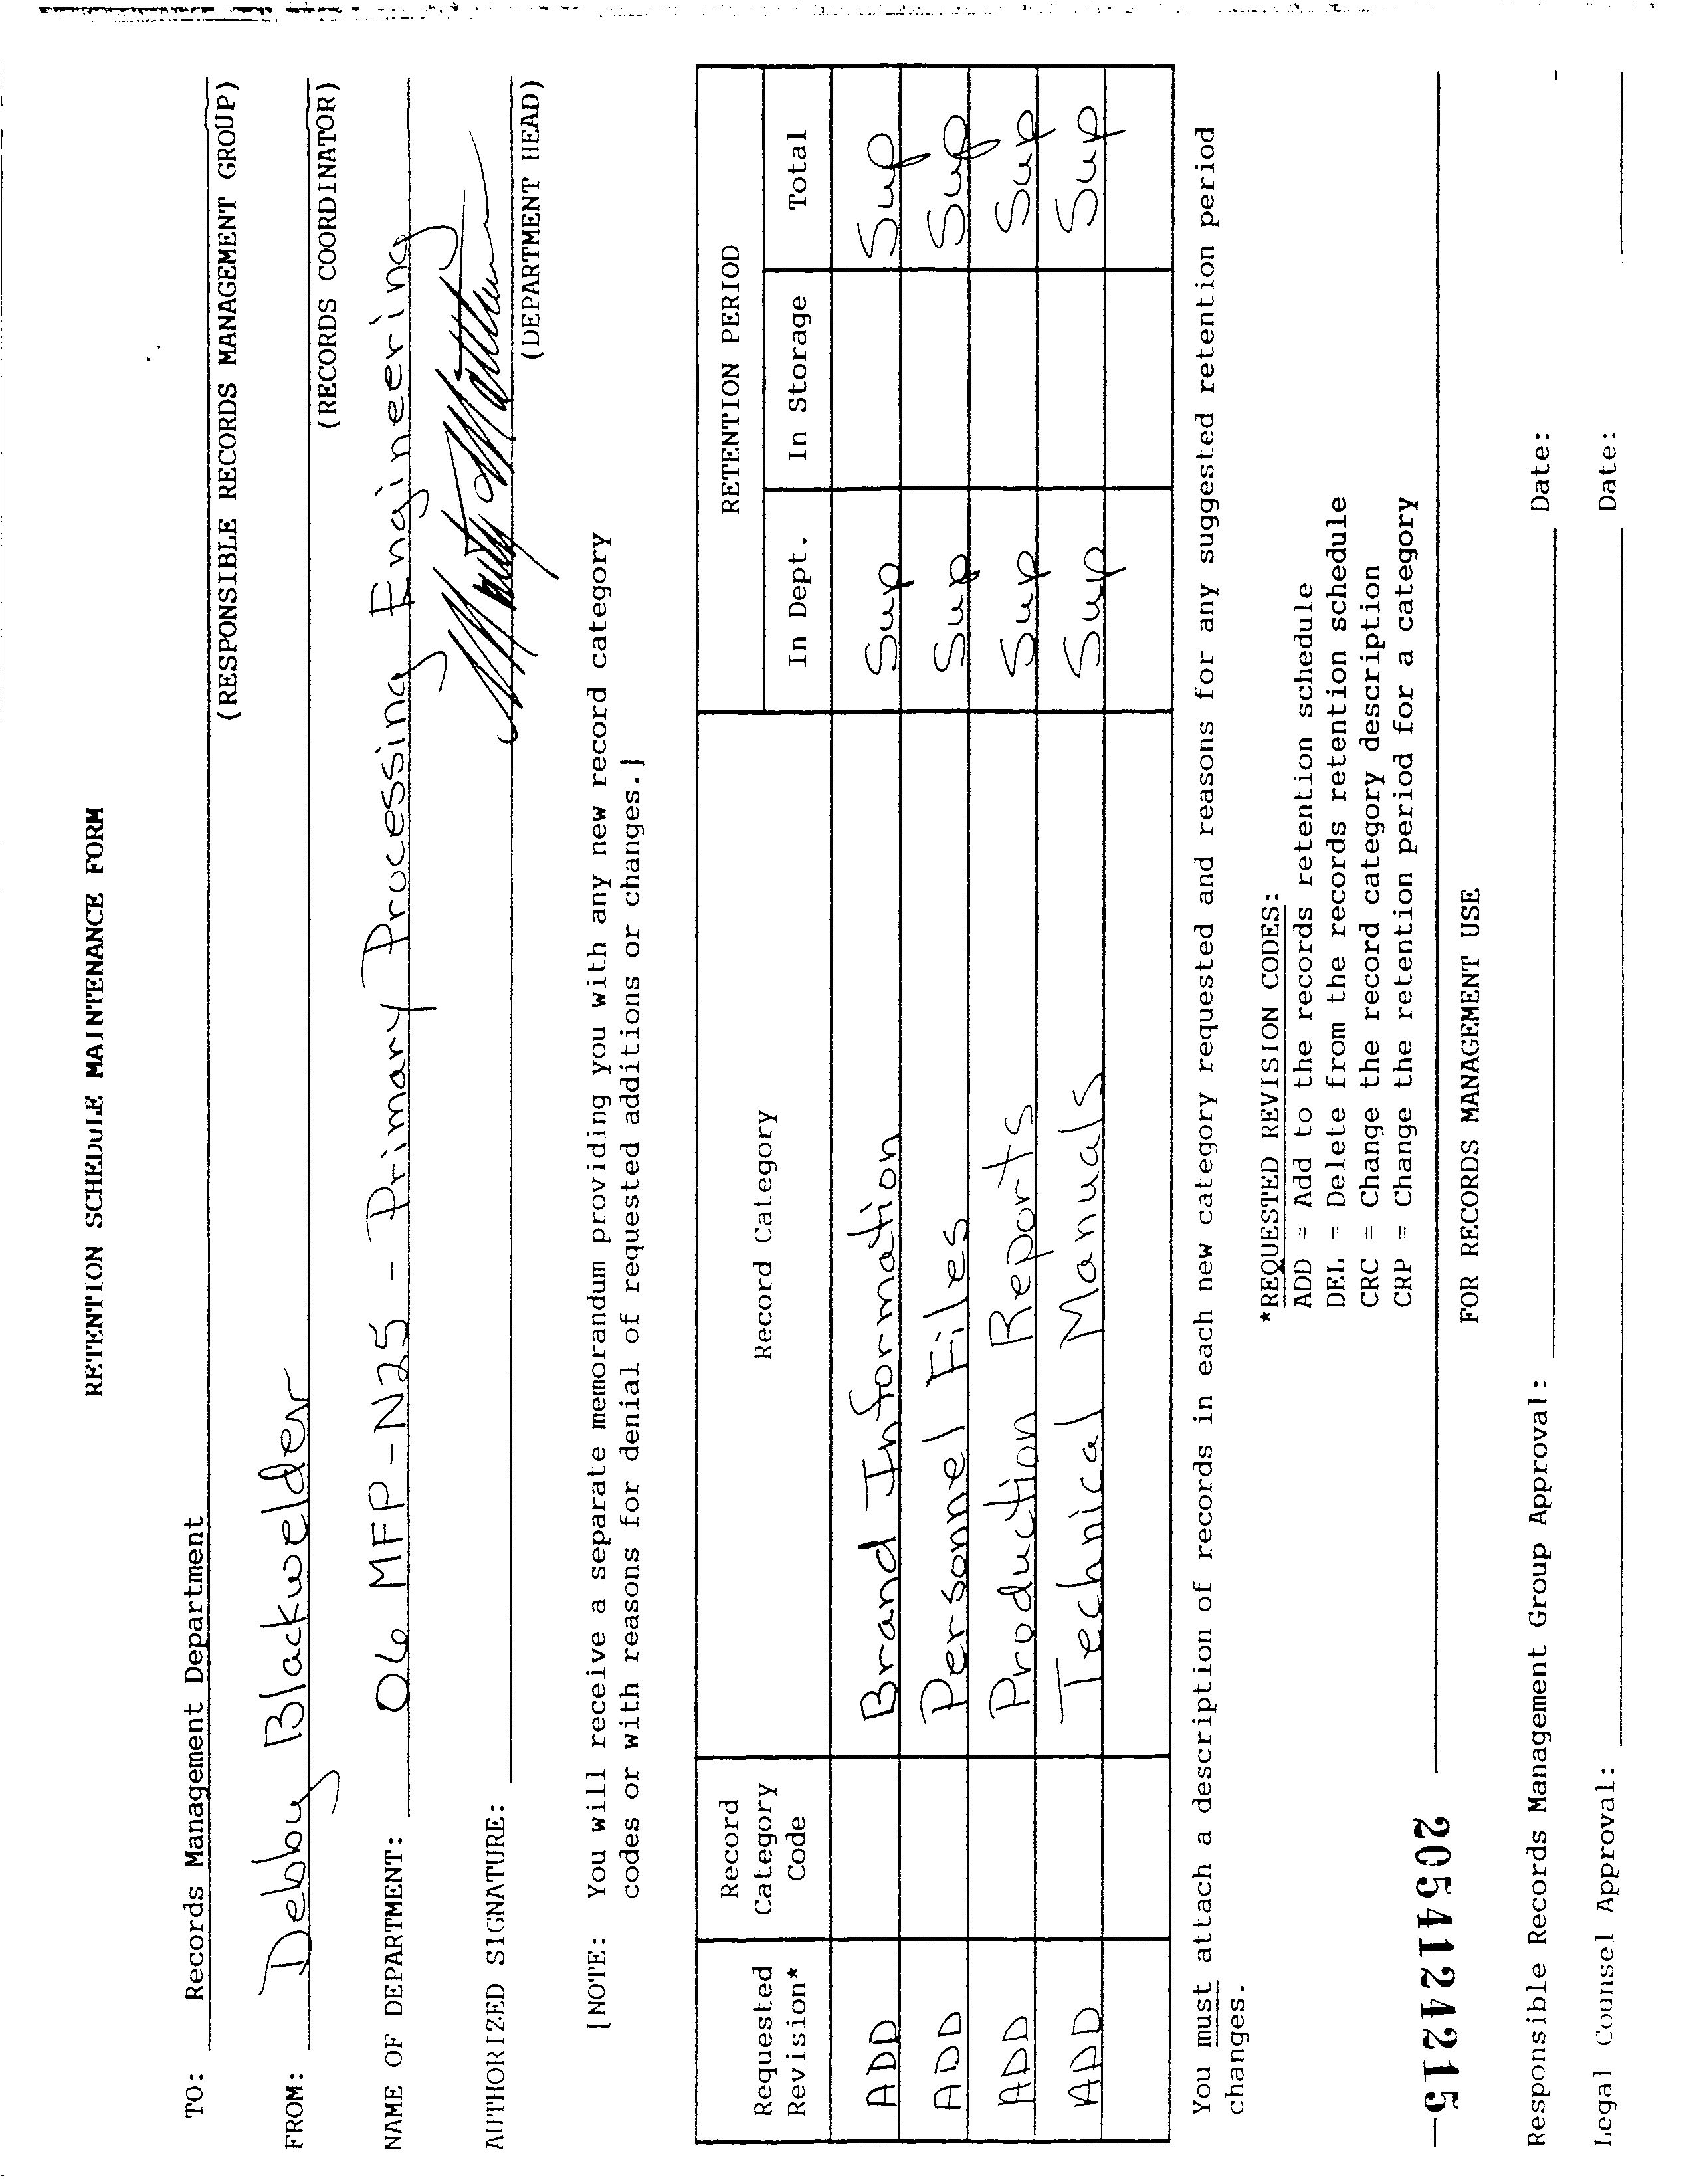 RETENTION SCHEDULE MAINTENANCE FORM
TO: Records Management Department
(RESPONSIBLE RECORDS MANAGEMENT GROUP)
FROM: Debby Blackwelder
(RECORDS COORDINATOR)
NAME OF DEPARTMENT: 06 MFP-N25 - Primary Processing Engineering
AUTHORIZED SIGNATURE:
(DEPARTMENT HEAD)
[NOTE: You will receive a separate memorandum providing you with any new record category
codes or with reasons for denial of requested additions or changes.]
RETENTION PERIOD
Requested Revision* Record Category Code Record Category In Dept. In Storage Total
ADD Brand Information Sup Sup
ADD Personnel Files Sup Sup
ADD Production Reports Sup Sup
ADD Technical Manuals Sup Sup
You must attach a description of records in each new category requested and reasons for any suggested retention period
changes.
*REQUESTED REVISION CODES:
ADD = Add to the records retention schedule
DEL = Delete from the records retention schedule
CRC = Change the record category description
CRP = Change the retention period for a category
2054124215
FOR RECORDS MANAGEMENT USE
Responsible Records Management Group Approval: Date:
Legal Counsel Approval: Date: